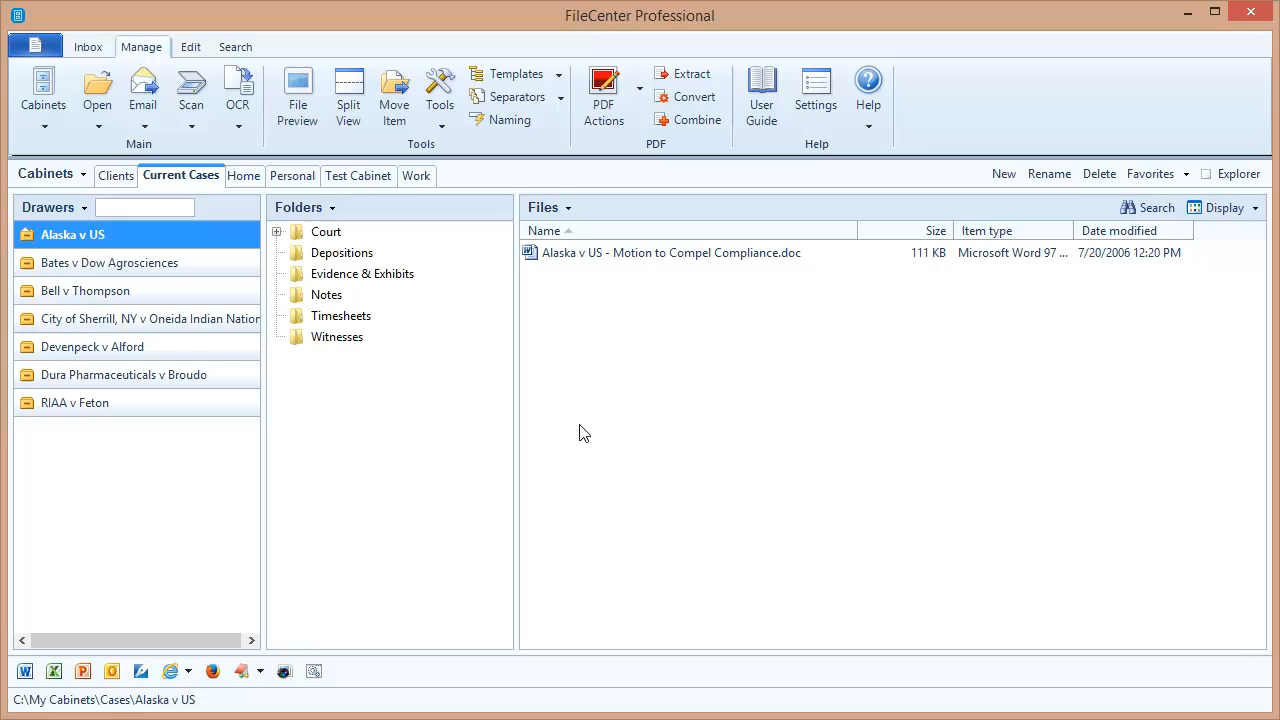 FileCenter Professional
Inbox Manage Edit Search
Cabinets Open Email Scan OCR
Main
File Preview Split View Move Item Tools
Templates
Separators
Naming
Tools
PDF Actions
Extract
Convert
Combine
PDF
User Guide Settings Help
Help
Cabinets Clients Current Cases Home Personal Test Cabinet Work
New Rename Delete Favorites Explorer
Drawers
Alaska v US
Bates v Dow Agrosciences
Bell v Thompson
City of Sherrill, NY v Oneida Indian Nation
Devenpeck v Alford
Dura Pharmaceuticals v Broudo
RIAA v Feton
Folders
Court
Depositions
Evidence & Exhibits
Notes
Timesheets
Witnesses
Files Search Display
Name Size Item type Date modified
Alaska v US - Motion to Compel Compliance.doc 111 KB Microsoft Word 97 ... 7/20/2006 12:20 PM
C:\My Cabinets\Cases\Alaska v US